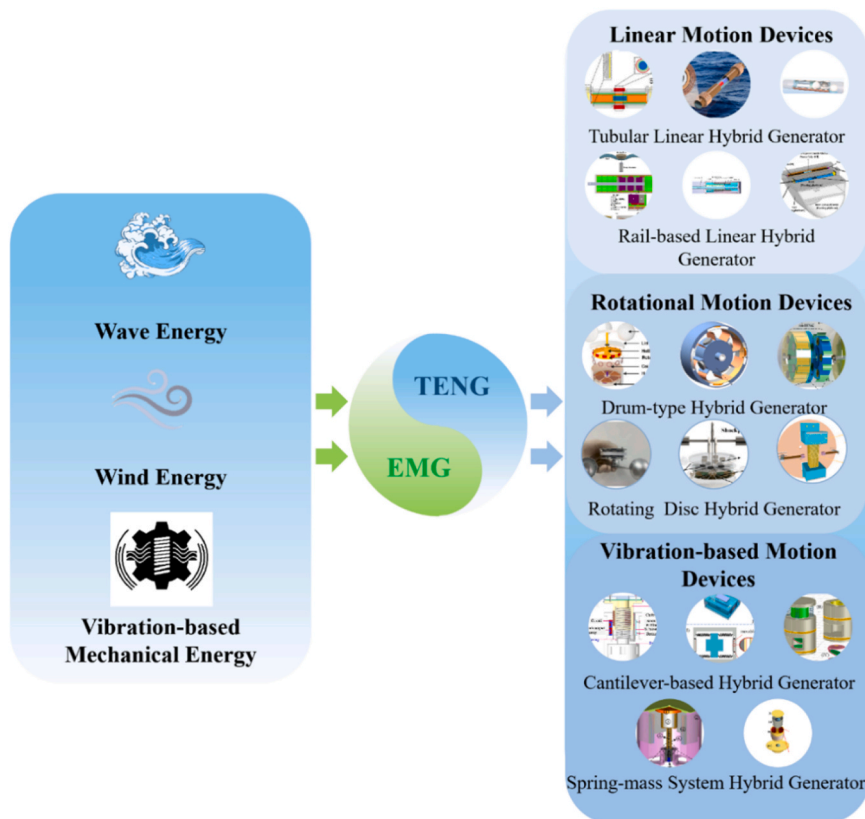 Wave Energy
Wind Energy
Vibration-based
Mechanical Energy
TENG
EMG
Linear Motion Devices
Tubular Linear Hybrid Generator
Rail-based Linear Hybrid
Generator
Rotational Motion Devices
Drum-type Hybrid Generator
Rotating Disc Hybrid Generator
Vibration-based Motion
Devices
Cantilever-based Hybrid Generator
Spring-mass System Hybrid Generator